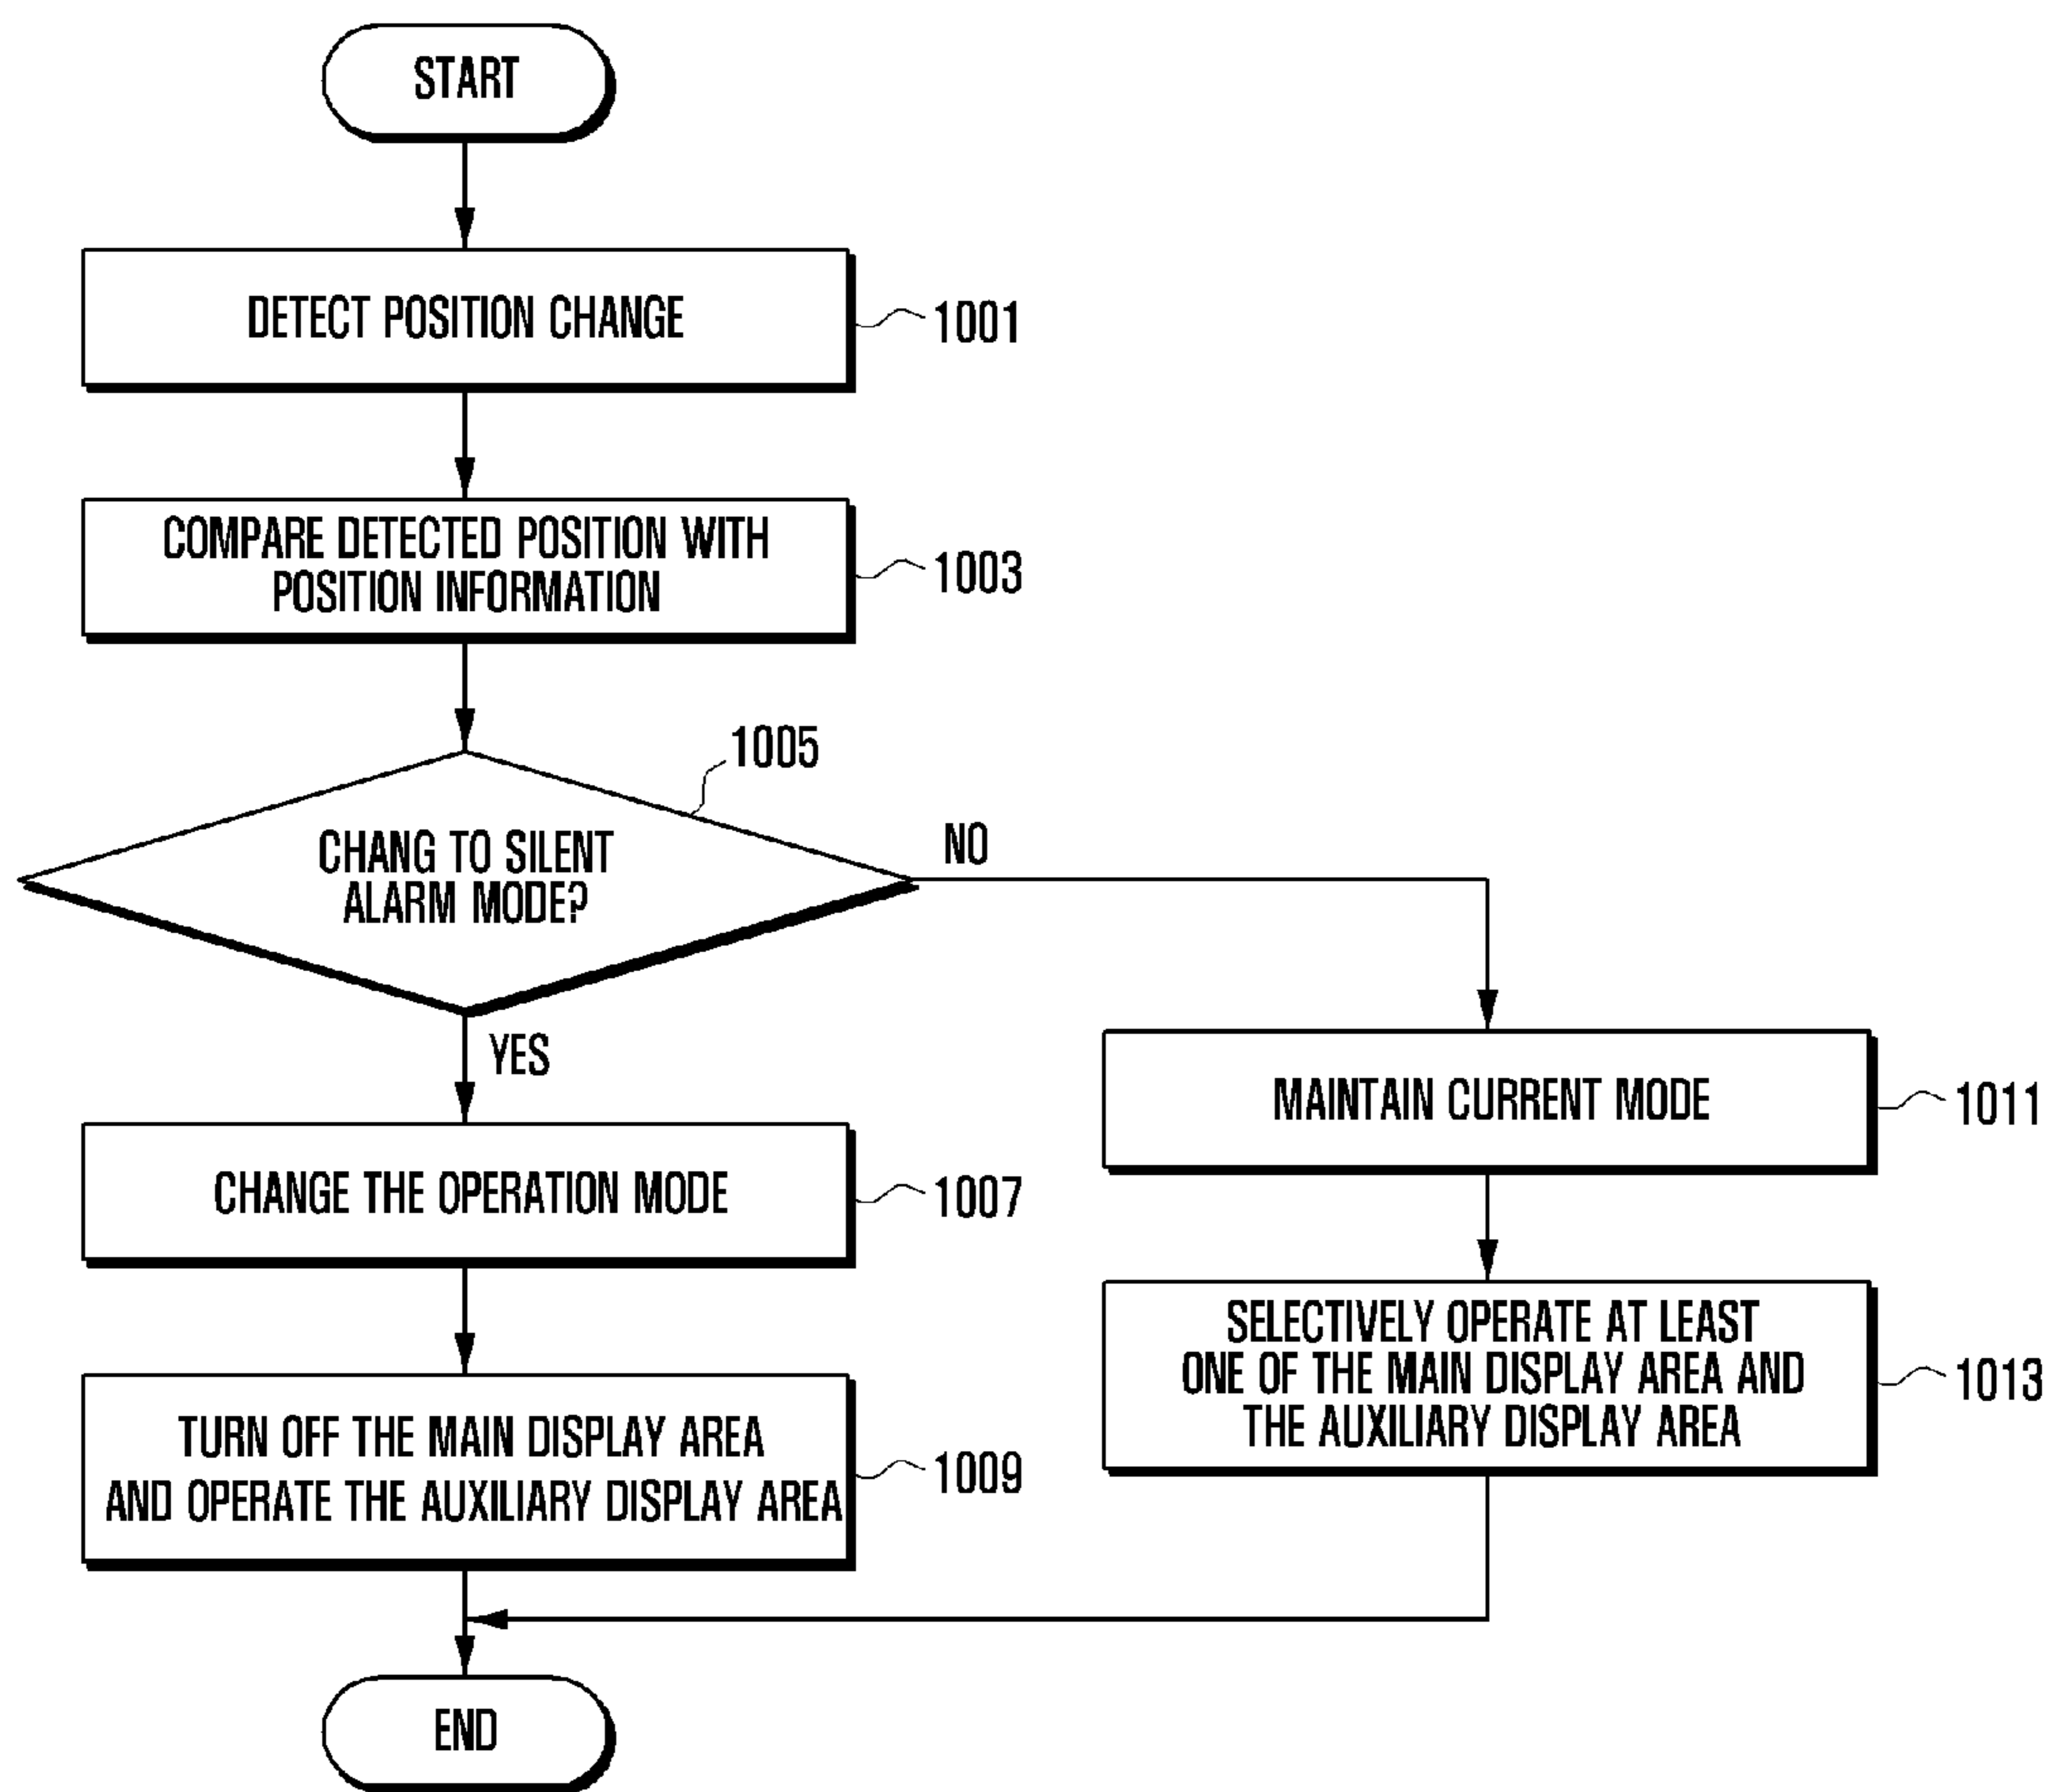 START
DETECT POSITION CHANGE
1001
COMPARE DETECTED POSITION WITH
POSITION INFORMATION
1003
1005
CHANG TO SILENT
ALARM MODE?
NO
YES
MAINTAIN CURRENT MODE
1011
CHANGE THE OPERATION MODE
1007
SELECTIVELY OPERATE AT LEAST
ONE OF THE MAIN DISPLAY AREA AND
THE AUXILIARY DISPLAY AREA
1013
TURN OFF THE MAIN DISPLAY AREA
AND OPERATE THE AUXILIARY DISPLAY AREA
1009
END